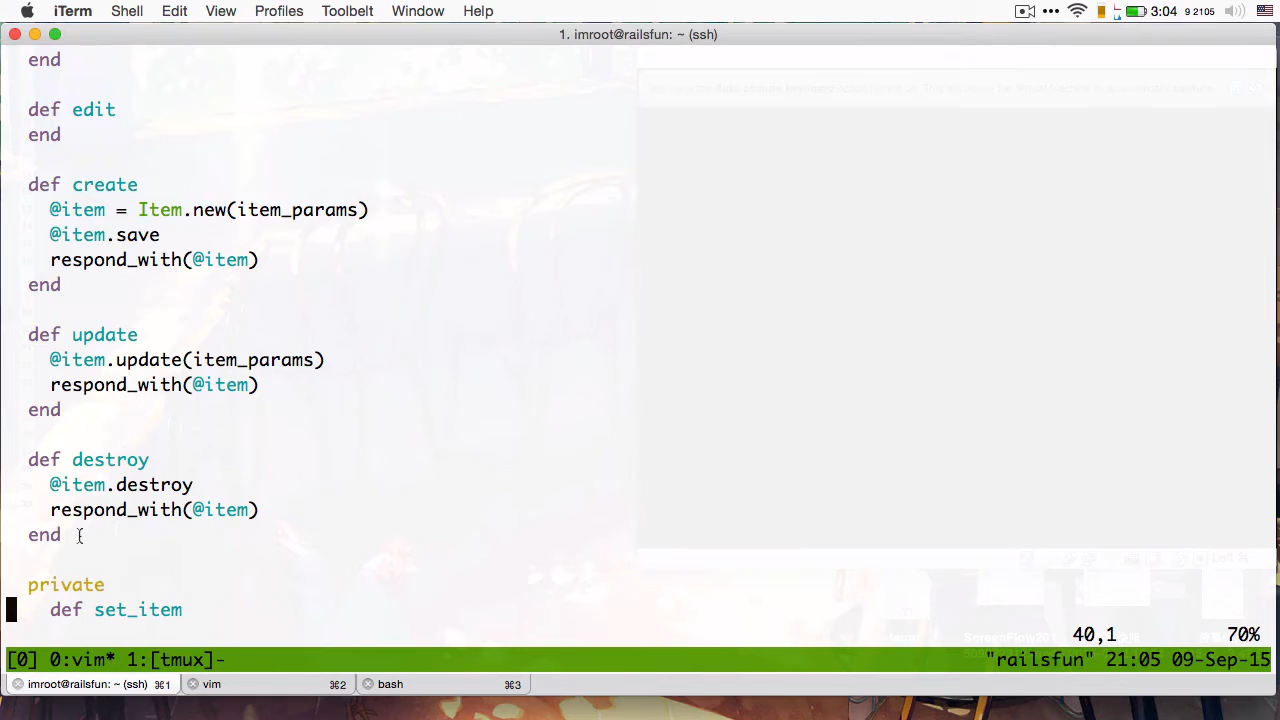 iTerm Shell Edit View Profiles Toolbelt Window Help 3:04 9 2105
1. imroot@railsfun: ~ (ssh)
end
def edit
end
def create
@item = Item.new(item_params)
@item.save
respond_with(@item)
end
def update
@item.update(item_params)
respond_with(@item)
end
def destroy
@item.destroy
respond_with(@item)
end
private
def set_item
40,1 70%
[0] 0:vim* 1:[tmux]- "railsfun" 21:05 09-Sep-15
imroot@railsfun: ~ (ssh) ⌘1 vim ⌘2 bash ⌘3